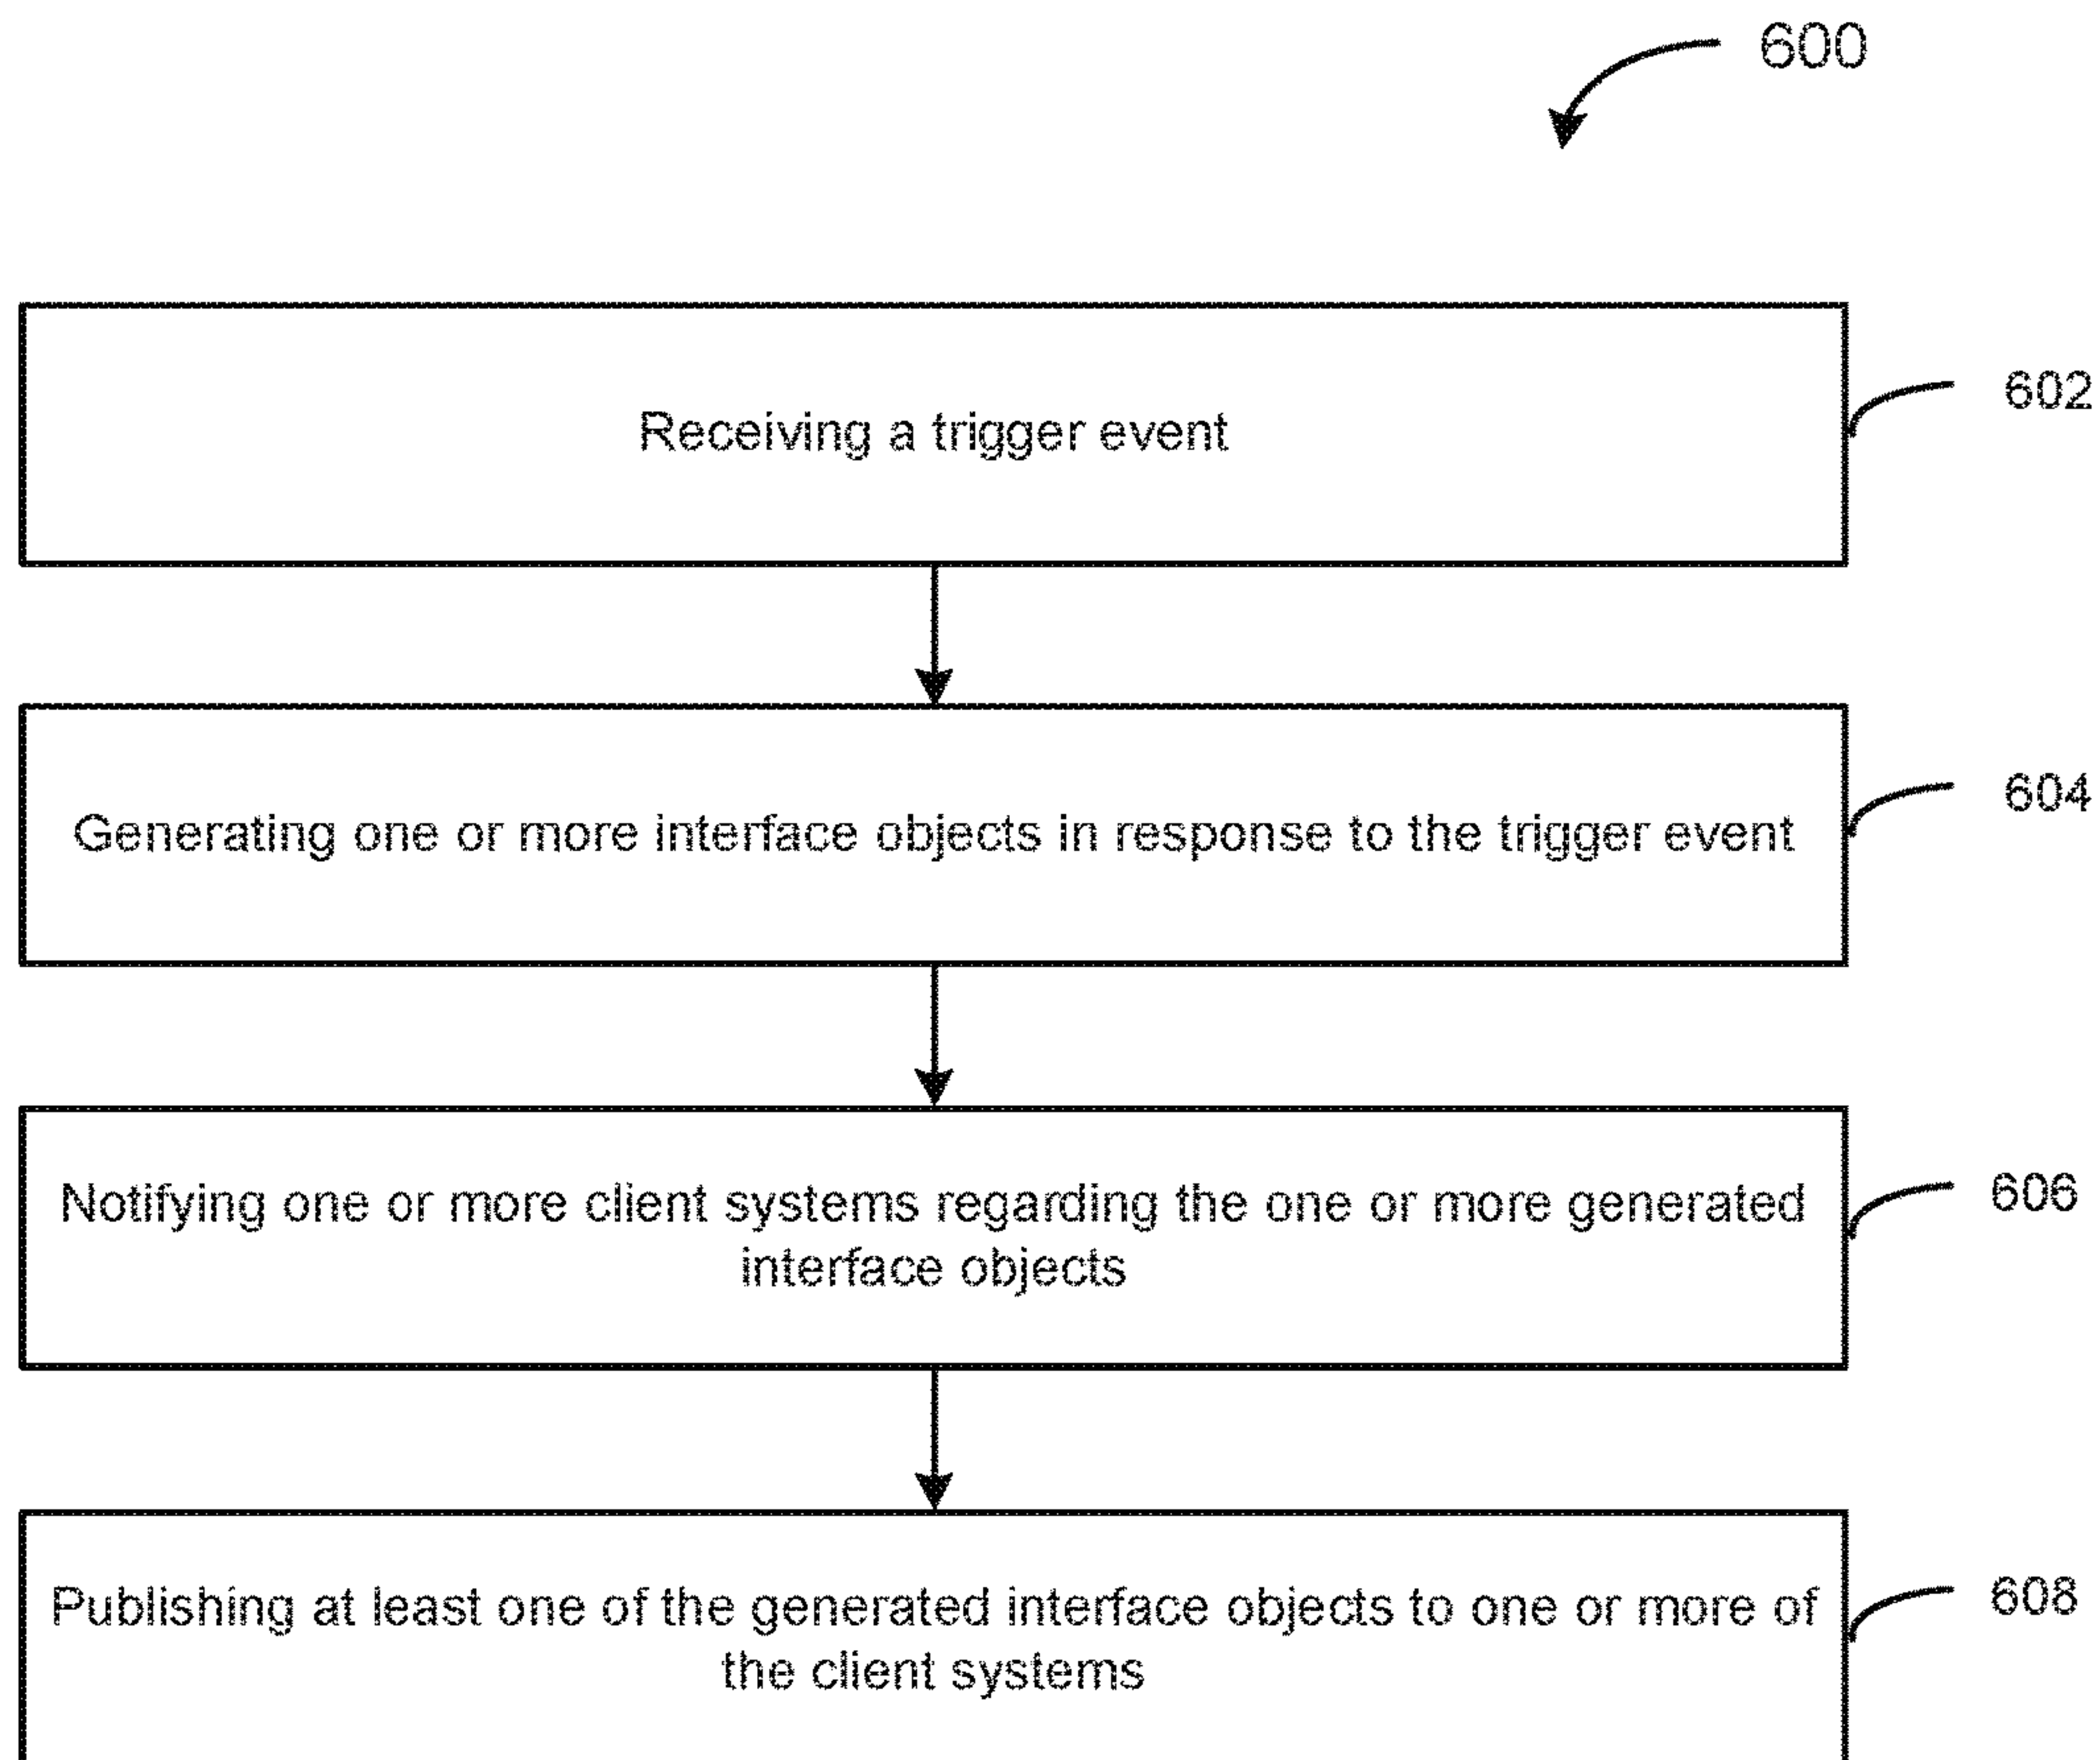 600
Receiving a trigger event
602
Generating one or more interface objects in response to the trigger event
604
Notifying one or more client systems regarding the one or more generated
interface objects
606
Publishing at least one of the generated interface objects to one or more of
the client systems
608